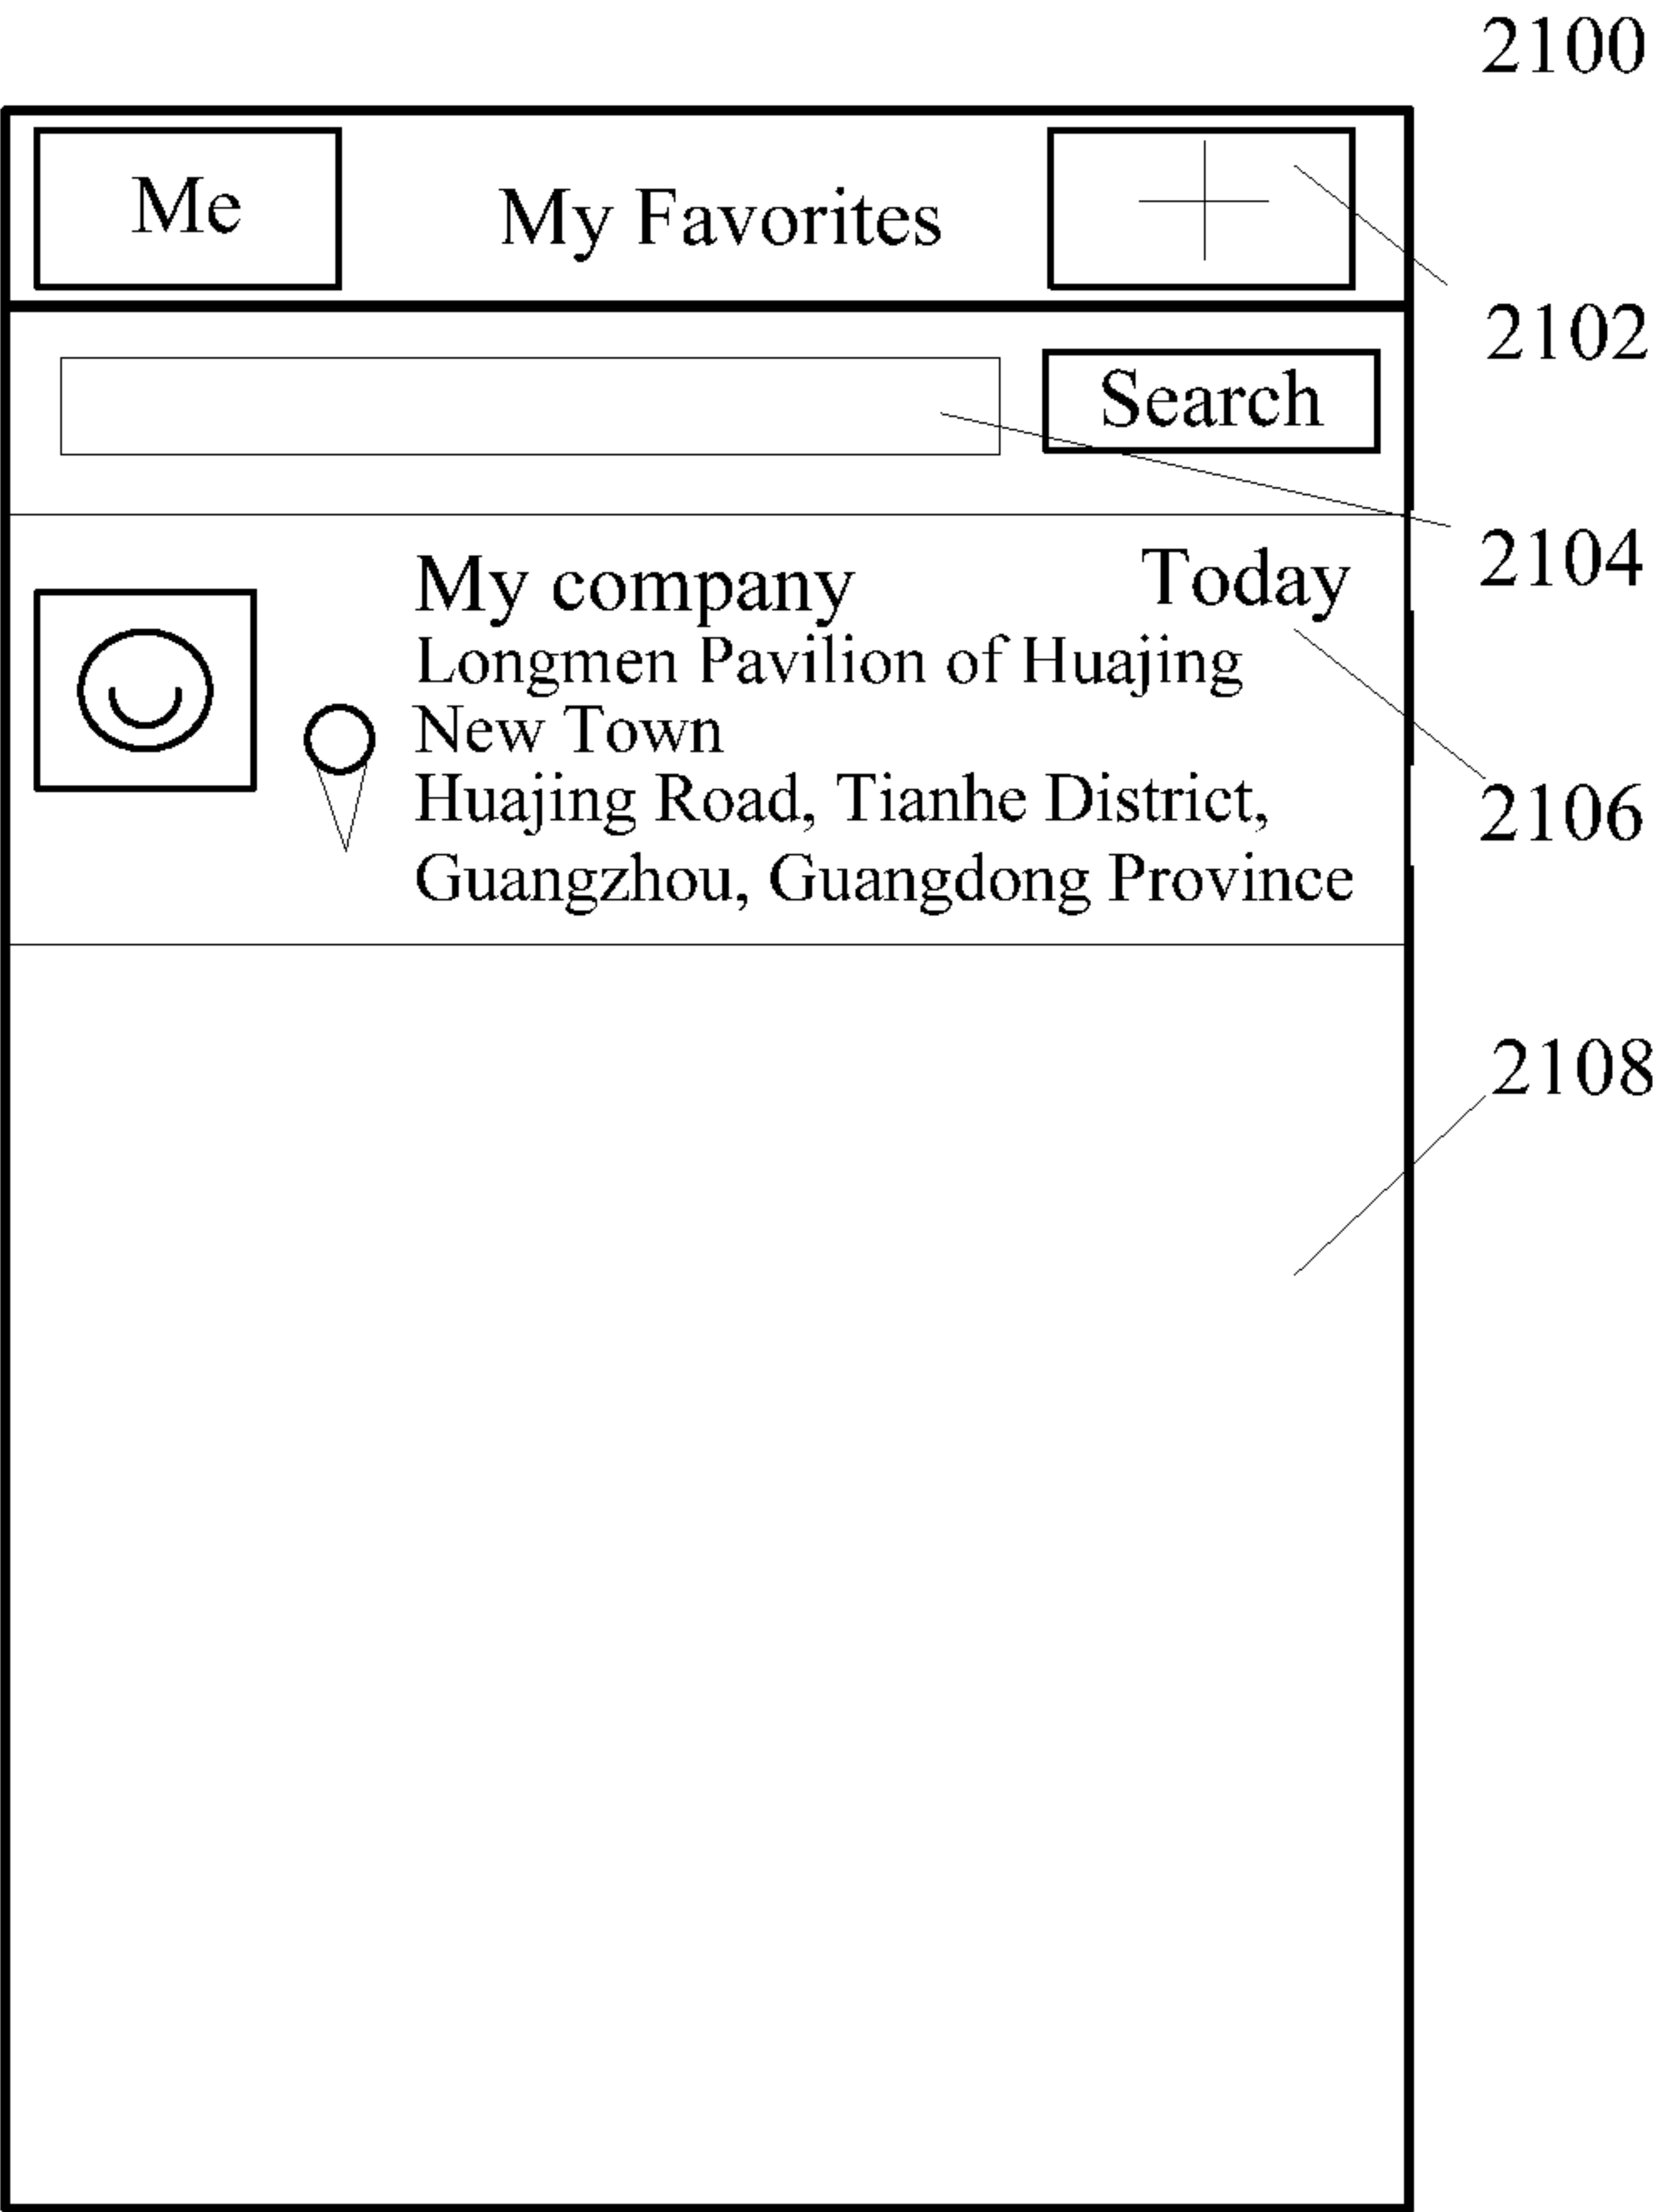 2100
Me
My Favorites
2102
Search
2104
My company
Today
Longmen Pavilion of Huajing
New Town
Huajing Road, Tianhe District,
2106
Guangzhou, Guangdong Province
2108